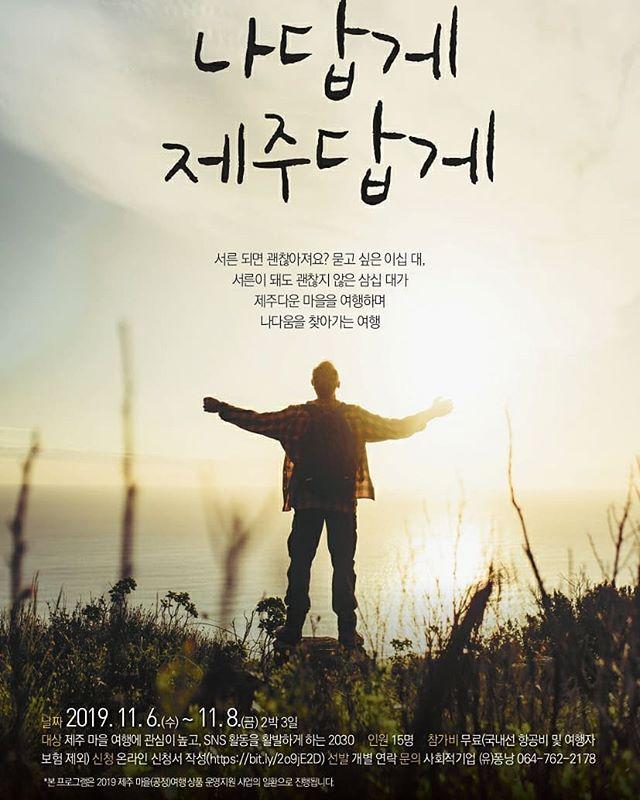 나답게
제주답게
서른 되면 괜찮아져요? 묻고 싶은 이십 대,
서른이 돼도 괜찮지 않은 삼십 대가
제주다운 마을을 여행하며
나다움을 찾아가는 여행
날짜 2019. 11. 6.(수) ~ 11. 8.(금) 2박 3일
대상 제주 마을 여행에 관심이 높고, SNS 활동을 활발하게 하는 2030 인원 15명 참가비 무료(국내선 항공비 및 여행자
보험 제외) 신청 온라인 신청서 작성(https://bit.ly/2o9jE2D) 선발 개별 연락 문의 사회적기업 (유)퐁낭 064-762-2178
*본 프로그램은 2019 제주 마을(공정)여행 상품 운영지원 사업의 일환으로 진행됩니다.